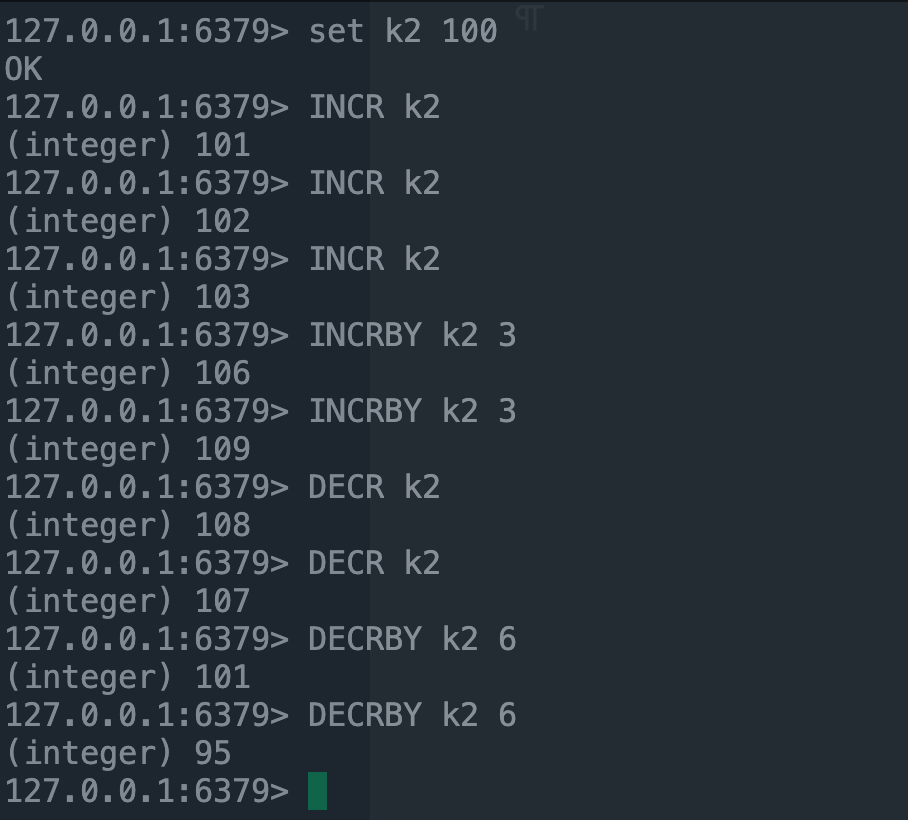 127.0.0.1:6379> set k2 100 ¶
OK
127.0.0.1:6379> INCR k2
(integer) 101
127.0.0.1:6379> INCR k2
(integer) 102
127.0.0.1:6379> INCR k2
(integer) 103
127.0.0.1:6379> INCRBY k2 3
(integer) 106
127.0.0.1:6379> INCRBY k2 3
(integer) 109
127.0.0.1:6379> DECR k2
(integer) 108
127.0.0.1:6379> DECR k2
(integer) 107
127.0.0.1:6379> DECRBY k2 6
(integer) 101
127.0.0.1:6379> DECRBY k2 6
(integer) 95
127.0.0.1:6379>